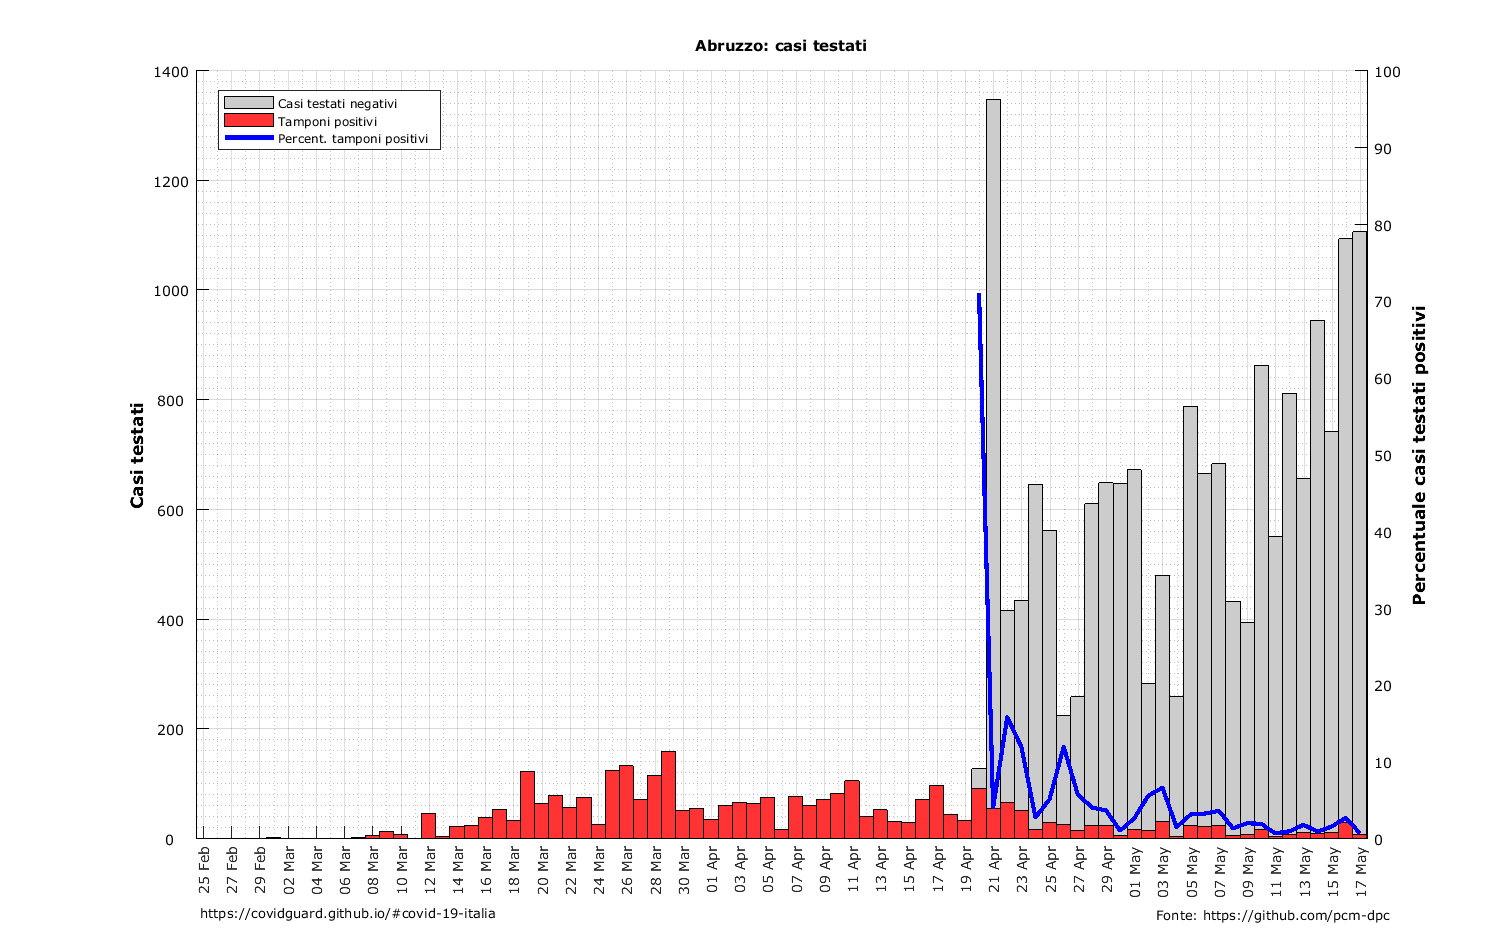 Abruzzo: casi testati
Casi testati negativi
Tamponi positivi
Percent. tamponi positivi
Casi testati
1400
1200
1000
800
600
400
200
0
100
90
80
70
60
50
40
30
20
10
0
Percentuale casi testati positivi
25 Feb
27 Feb
29 Feb
02 Mar
04 Mar
06 Mar
08 Mar
10 Mar
12 Mar
14 Mar
16 Mar
18 Mar
20 Mar
22 Mar
24 Mar
26 Mar
28 Mar
30 Mar
01 Apr
03 Apr
05 Apr
07 Apr
09 Apr
11 Apr
13 Apr
15 Apr
17 Apr
19 Apr
21 Apr
23 Apr
25 Apr
27 Apr
29 Apr
01 May
03 May
05 May
07 May
09 May
11 May
13 May
15 May
17 May
https://covidguard.github.io/#covid-19-italia
Fonte: https://github.com/pcm-dpc